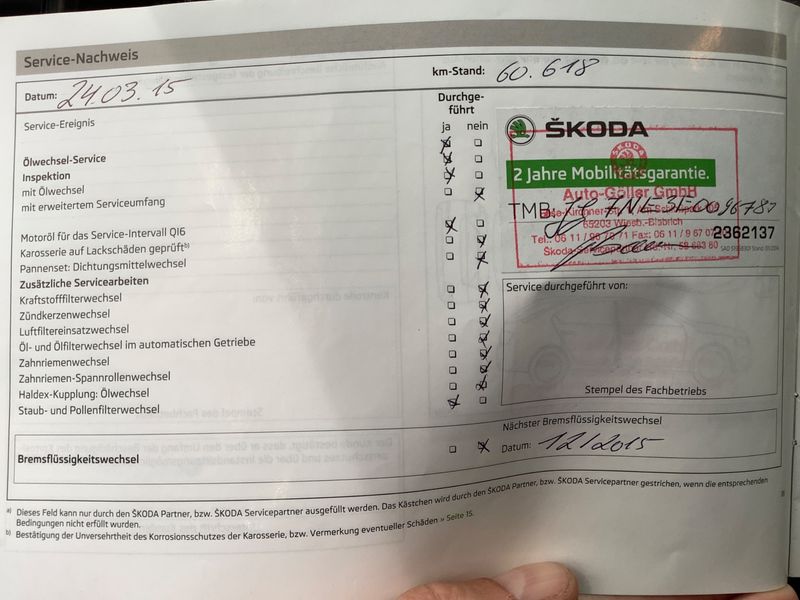 Service-Nachweis
Datum: 24.03.15
km-Stand: 60.618
Service-Ereignis
Durchge-
führt
ja nein
Ölwechsel-Service
Inspektion
mit Ölwechsel
mit erweitertem Serviceumfang
Motoröl für das Service-Intervall QI6
Karosserie auf Lackschäden geprüft b)
Pannenset: Dichtungsmittelwechsel
Zusätzliche Servicearbeiten
Kraftstofffilterwechsel
Zündkerzenwechsel
Luftfiltereinsatzwechsel
Öl- und Ölfilterwechsel im automatischen Getriebe
Zahnriemenwechsel
Zahnriemen-Spannrollenwechsel
Haldex-Kupplung: Ölwechsel
Staub- und Pollenfilterwechsel
ŠKODA
2 Jahre Mobilitätsgarantie.
Auto-Göller GmbH
TMB
65203 Wiesb.-Biebrich
2362137
Service durchgeführt von:
Stempel des Fachbetriebs
Bremsflüssigkeitswechsel
Nächster Bremsflüssigkeitswechsel
Datum: 12/2015
a) Dieses Feld kann nur durch den ŠKODA Partner, bzw. ŠKODA Servicepartner ausgefüllt werden. Das Kästchen wird durch den ŠKODA Partner, bzw. ŠKODA Servicepartner gestrichen, wenn die entsprechenden
Bedingungen nicht erfüllt wurden.
b) Bestätigung der Unversehrtheit des Korrosionsschutzes der Karosserie, bzw. Vermerkung eventueller Schäden » Seite 15.